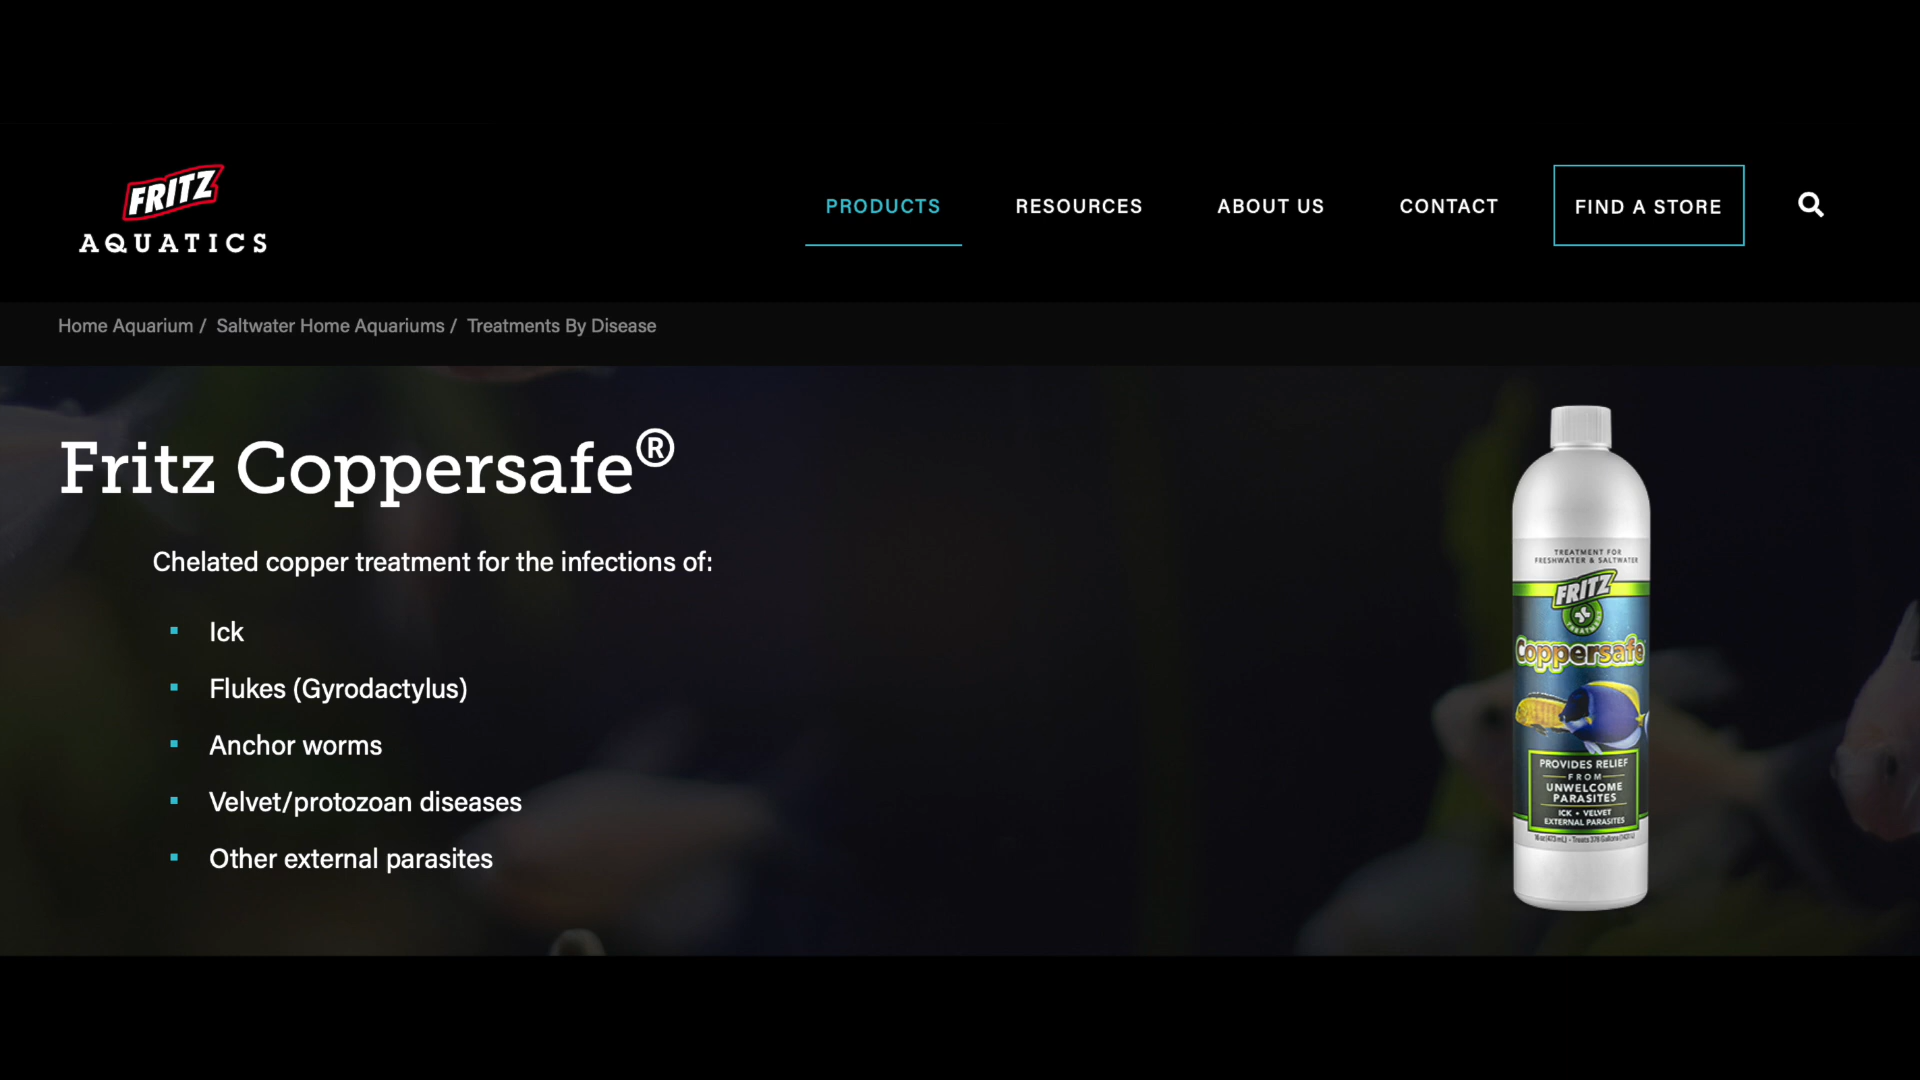 FRITZ
AQUATICS
PRODUCTS
RESOURCES
ABOUT US
CONTACT
FIND A STORE
Home Aquarium / Saltwater Home Aquariums / Treatments By Disease
Fritz Coppersafe®
Chelated copper treatment for the infections of:
Ick
Flukes (Gyrodactylus)
Anchor worms
Velvet/protozoan diseases
Other external parasites
TREATMENT FOR
FRESHWATER & SALTWATER
FRITZ
TREATMENT
Coppersafe
PROVIDES RELIEF
FROM
UNWELCOME
PARASITES
ICK • VELVET
EXTERNAL PARASITES